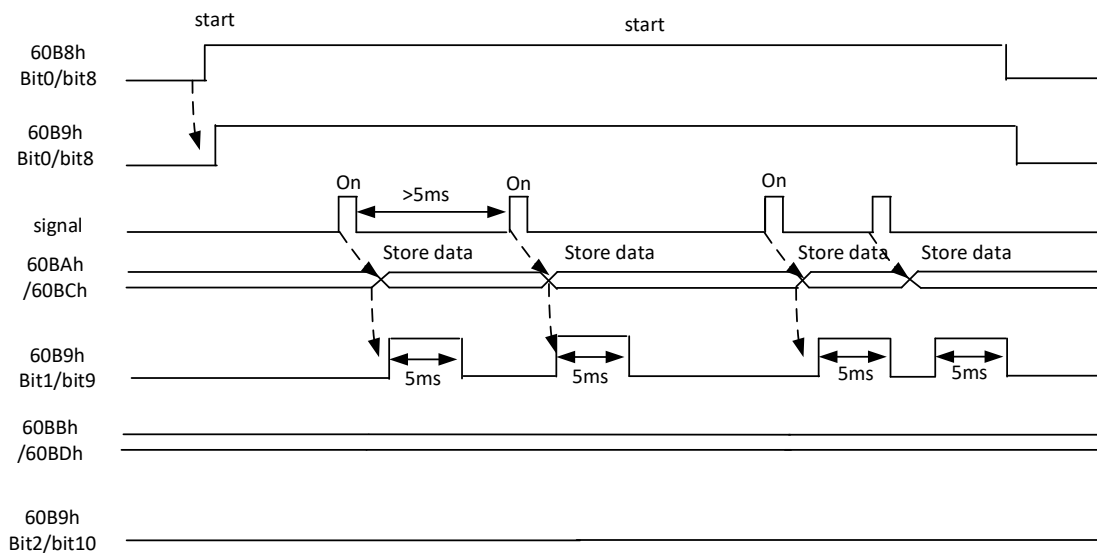 start
start
60B8h
Bit0/bit8
60B9h
Bit0/bit8
On
>5ms
On
On
signal
Store data
Store data
Store data
Store data
60BAh
/60BCh
60B9h
Bit1/bit9
5ms
5ms
5ms
5ms
60BBh
/60BDh
60B9h
Bit2/bit10